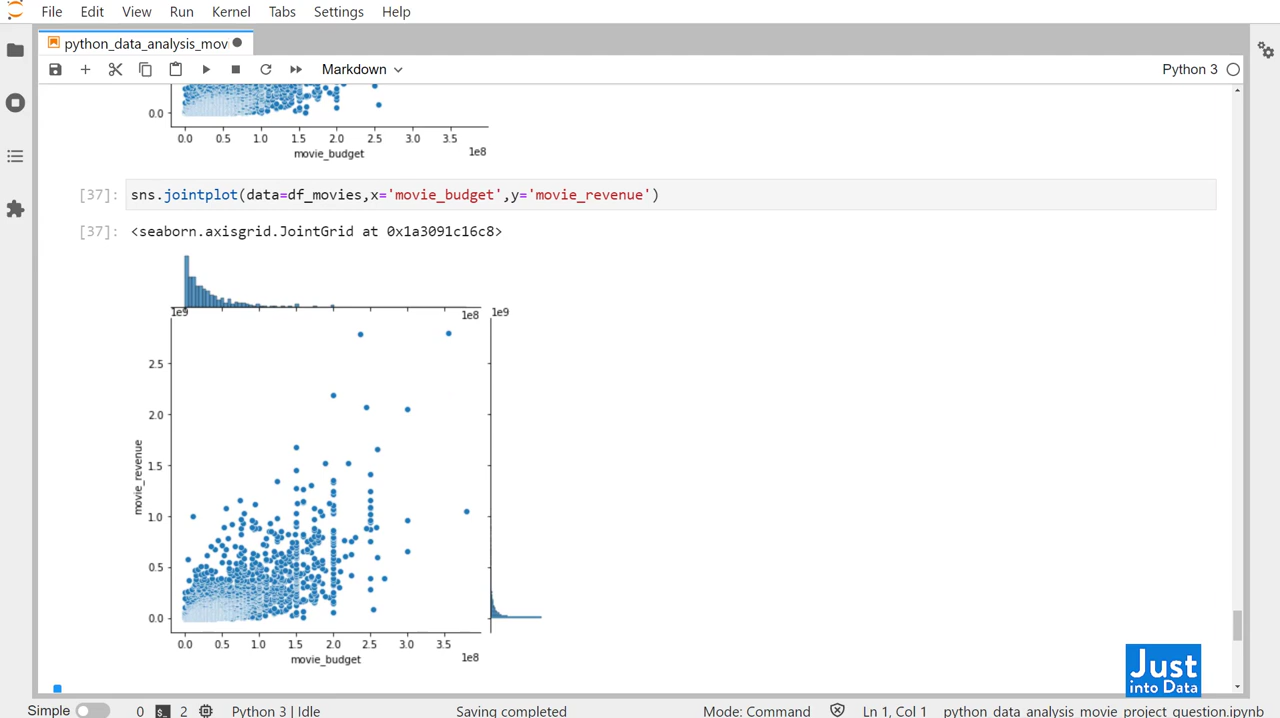 File Edit View Run Kernel Tabs Settings Help
python_data_analysis_mov
Markdown
Python 3
0.0
0.0 0.5 1.0 1.5 2.0 2.5 3.0 3.5
movie_budget
1e8
[37]: sns.jointplot(data=df_movies,x='movie_budget',y='movie_revenue')
[37]: <seaborn.axisgrid.JointGrid at 0x1a3091c16c8>
1e9
1e8
1e9
2.5
2.0
1.5
1.0
0.5
0.0
movie_revenue
0.0 0.5 1.0 1.5 2.0 2.5 3.0 3.5
movie_budget
1e8
Just
into Data
Simple 0 $_ 2 Python 3 | Idle Saving completed Mode: Command Ln 1, Col 1 python_data_analysis_movie_project_question.ipynb